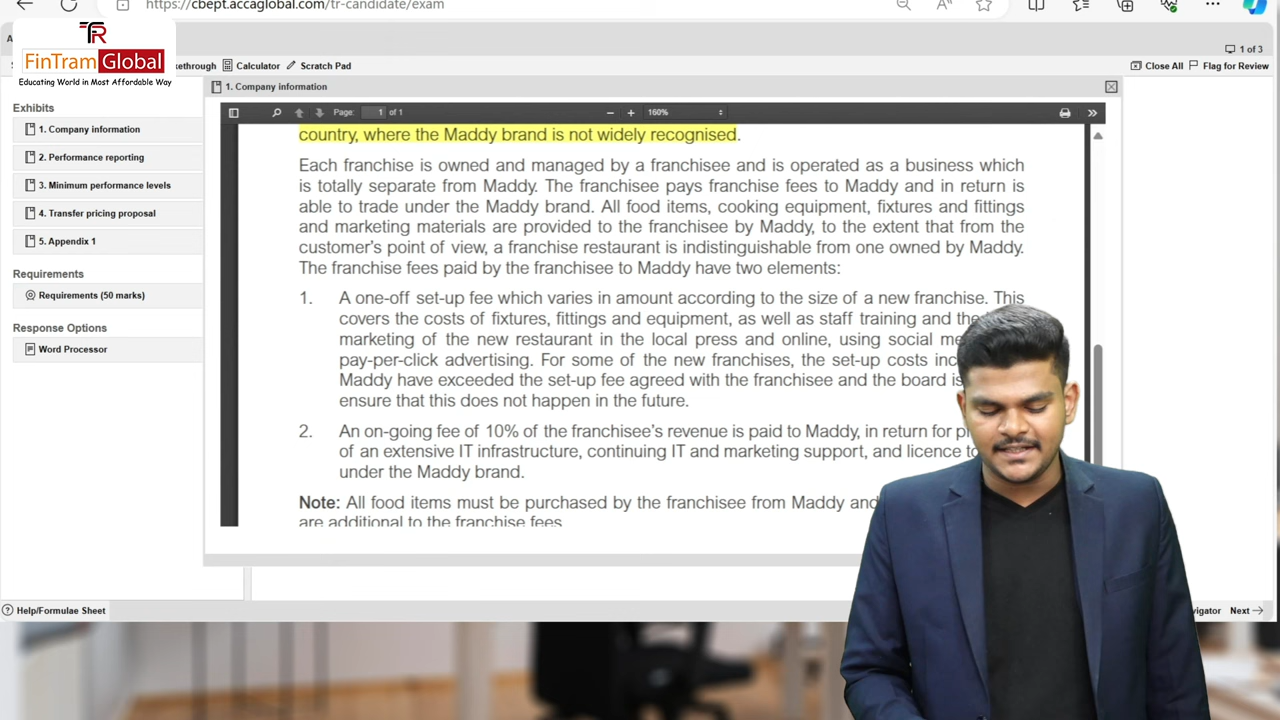 https://cbept.accaglobal.com/tr-candidate/exam
TR
FinTram Global
Educating World in Most Affordable Way
1 of 3
Calculator
Scratch Pad
Close All
Flag for Review
Exhibits
1. Company information
2. Performance reporting
3. Minimum performance levels
4. Transfer pricing proposal
5. Appendix 1
Requirements
Requirements (50 marks)
Response Options
Word Processor
1. Company information
Page: 1 of 1
160%
country, where the Maddy brand is not widely recognised.
Each franchise is owned and managed by a franchisee and is operated as a business which
is totally separate from Maddy. The franchisee pays franchise fees to Maddy and in return is
able to trade under the Maddy brand. All food items, cooking equipment, fixtures and fittings
and marketing materials are provided to the franchisee by Maddy, to the extent that from the
customer's point of view, a franchise restaurant is indistinguishable from one owned by Maddy.
The franchise fees paid by the franchisee to Maddy have two elements:
1. A one-off set-up fee which varies in amount according to the size of a new franchise. This
covers the costs of fixtures, fittings and equipment, as well as staff training and the
marketing of the new restaurant in the local press and online, using social
pay-per-click advertising. For some of the new franchises, the set-up costs
Maddy have exceeded the set-up fee agreed with the franchisee and the board
ensure that this does not happen in the future.
2. An on-going fee of 10% of the franchisee's revenue is paid to Maddy, in return for
of an extensive IT infrastructure, continuing IT and marketing support, and licence to
under the Maddy brand.
Note: All food items must be purchased by the franchisee from Maddy and
are additional to the franchise fees
Help/Formulae Sheet
Next